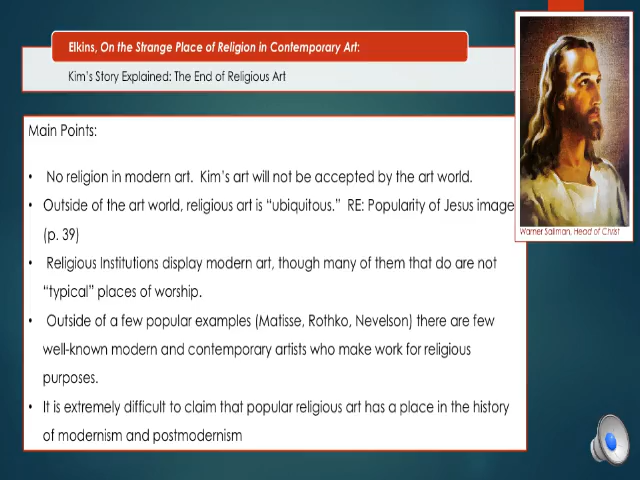 Elkins, On the Strange Place of Religion in Contemporary Art:
Kim's Story Explained: The End of Religious Art
Main Points:
• No religion in modern art. Kim's art will not be accepted by the art world.
• Outside of the art world, religious art is “ubiquitous.” RE: Popularity of Jesus image
(p. 39)
• Religious Institutions display modern art, though many of them that do are not
“typical” places of worship.
• Outside of a few popular examples (Matisse, Rothko, Nevelson) there are few
well-known modern and contemporary artists who make work for religious
purposes.
• It is extremely difficult to claim that popular religious art has a place in the history
of modernism and postmodernism
Warner Sallman, Head of Christ